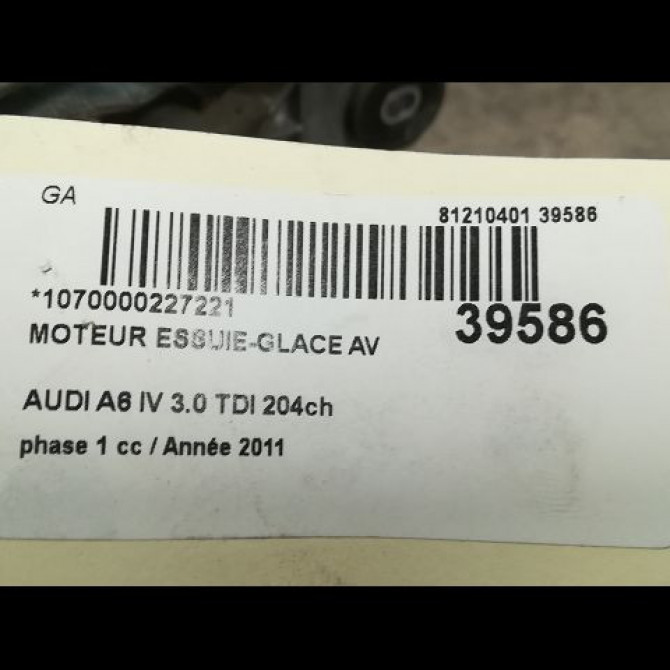 GA
81210401 39586
*1070000227221
39586
MOTEUR ESSUIE-GLACE AV
AUDI A6 IV 3.0 TDI 204ch
phase 1 cc / Année 2011